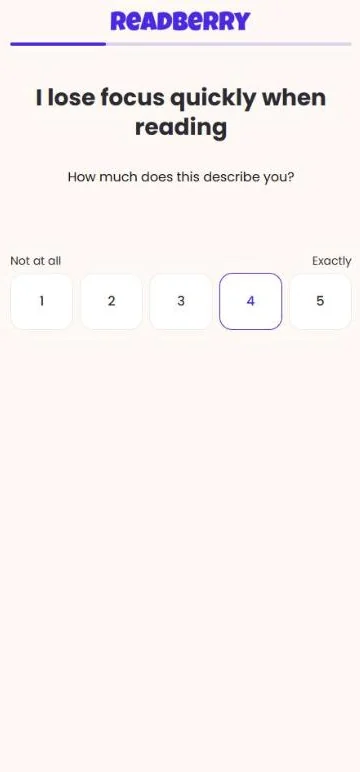 ReADBeRRY
I lose focus quickly when
reading
How much does this describe you?
Not at all Exactly
1 2 3 4 5